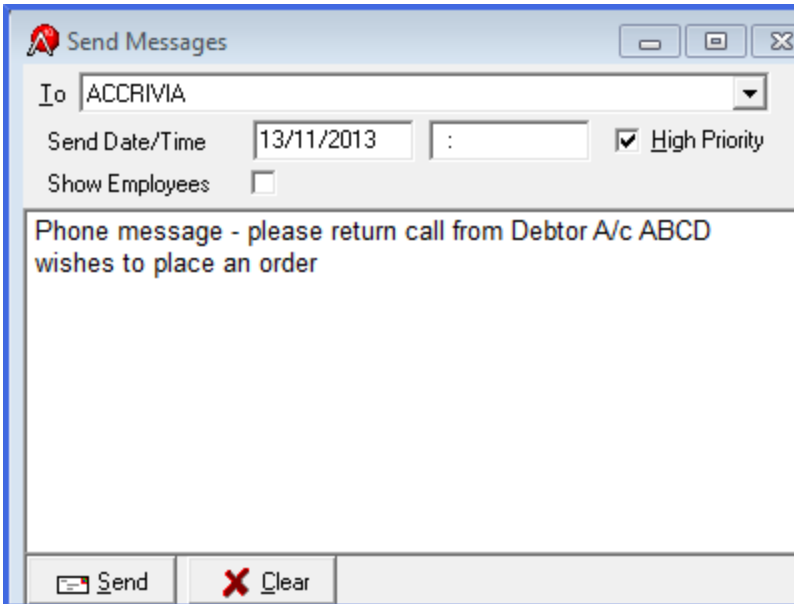 Send Messages
To ACCRIVIA
Send Date/Time 13/11/2013 : High Priority
Show Employees
Phone message - please return call from Debtor A/c ABCD
wishes to place an order
Send Clear